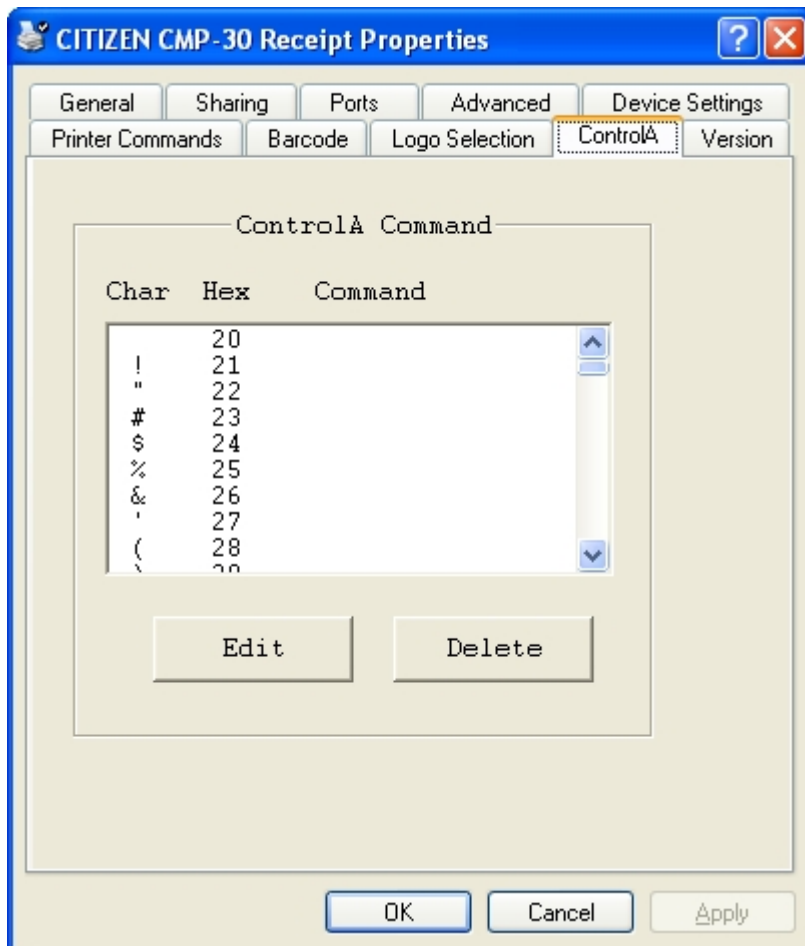 CITIZEN CMP-30 Receipt Properties
General Sharing Ports Advanced Device Settings
Printer Commands Barcode Logo Selection ControlA Version
ControlA Command
Char Hex Command
20
! 21
" 22
# 23
$ 24
% 25
& 26
' 27
( 28
) 29
Edit Delete
OK Cancel Apply